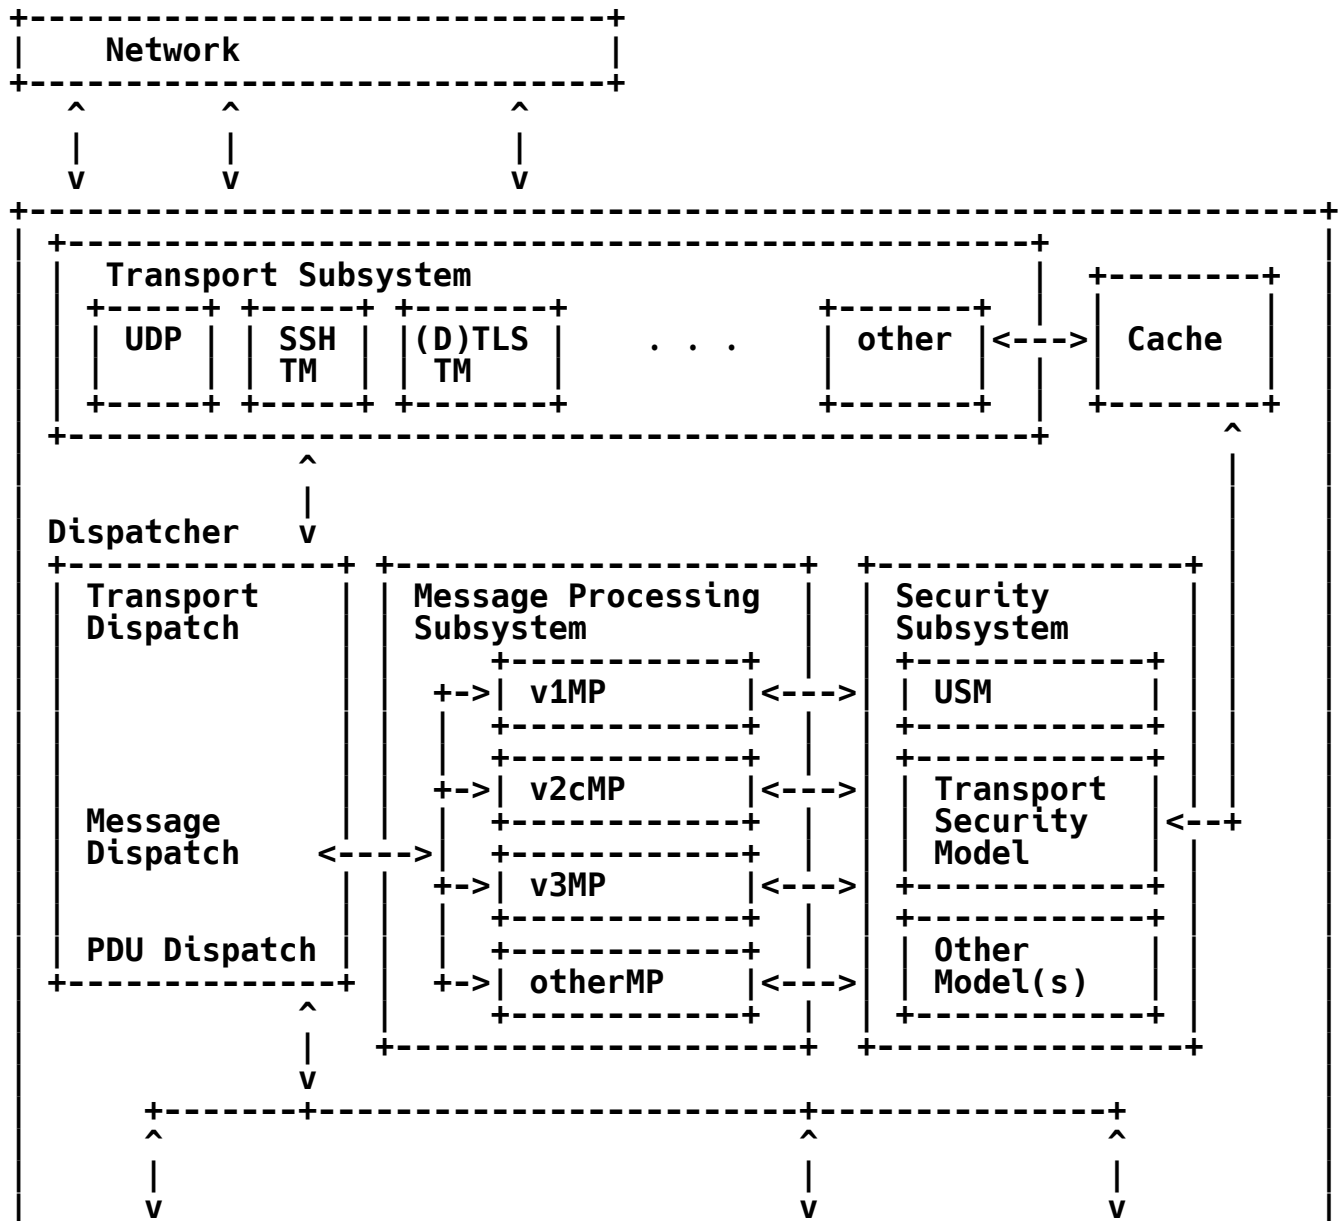 Network
Transport Subsystem
UDP SSH (D)TLS . . . other Cache
TM TM
Dispatcher
Transport Message Processing Security
Dispatch Subsystem Subsystem
v1MP USM
v2cMP Transport
Message Security
Dispatch Model
v3MP
PDU Dispatch Other
otherMP Model(s)